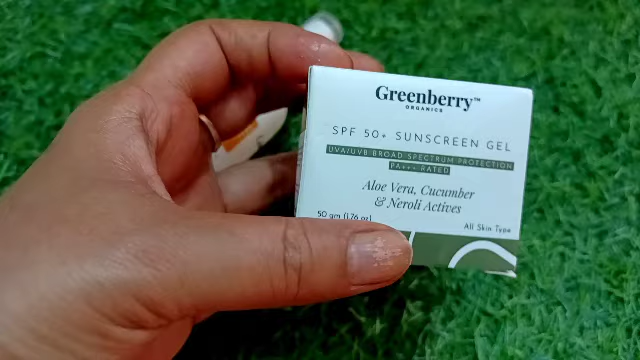 Greenberry™
ORGANICS
SPF 50+ SUNSCREEN GEL
UVA/UVB BROAD SPECTRUM PROTECTION
PA+++ RATED
Aloe Vera, Cucumber
& Neroli Actives
50 gm (1.76 oz)
All Skin Type